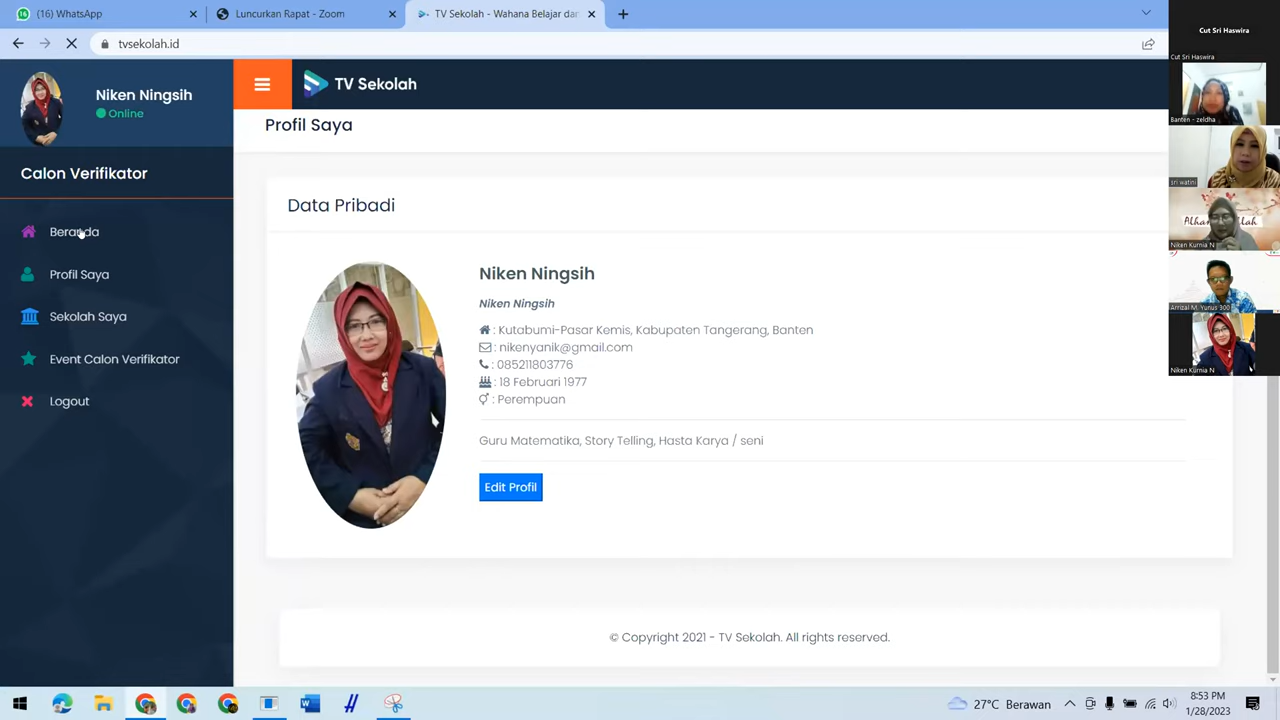 (16) WhatsApp
Luncurkan Rapat - Zoom
TV Sekolah - Wahana Belajar dan
tvsekolah.id
Niken Ningsih
Online
TV Sekolah
Profil Saya
Calon Verifikator
Beranda
Profil Saya
Sekolah Saya
Event Calon Verifikator
Logout
Data Pribadi
Niken Ningsih
Niken Ningsih
: Kutabumi-Pasar Kemis, Kabupaten Tangerang, Banten
: nikenyanik@gmail.com
: 085211803776
: 18 Februari 1977
: Perempuan
Guru Matematika, Story Telling, Hasta Karya / seni
Edit Profil
© Copyright 2021 - TV Sekolah. All rights reserved.
Cut Sri Haswira
Cut Sri Haswira
Banten - zeldha
sri watini
Niken Kurnia N
Arrizal M. Yunus 300
Niken Kurnia N
27°C Berawan
8:53 PM
1/28/2023